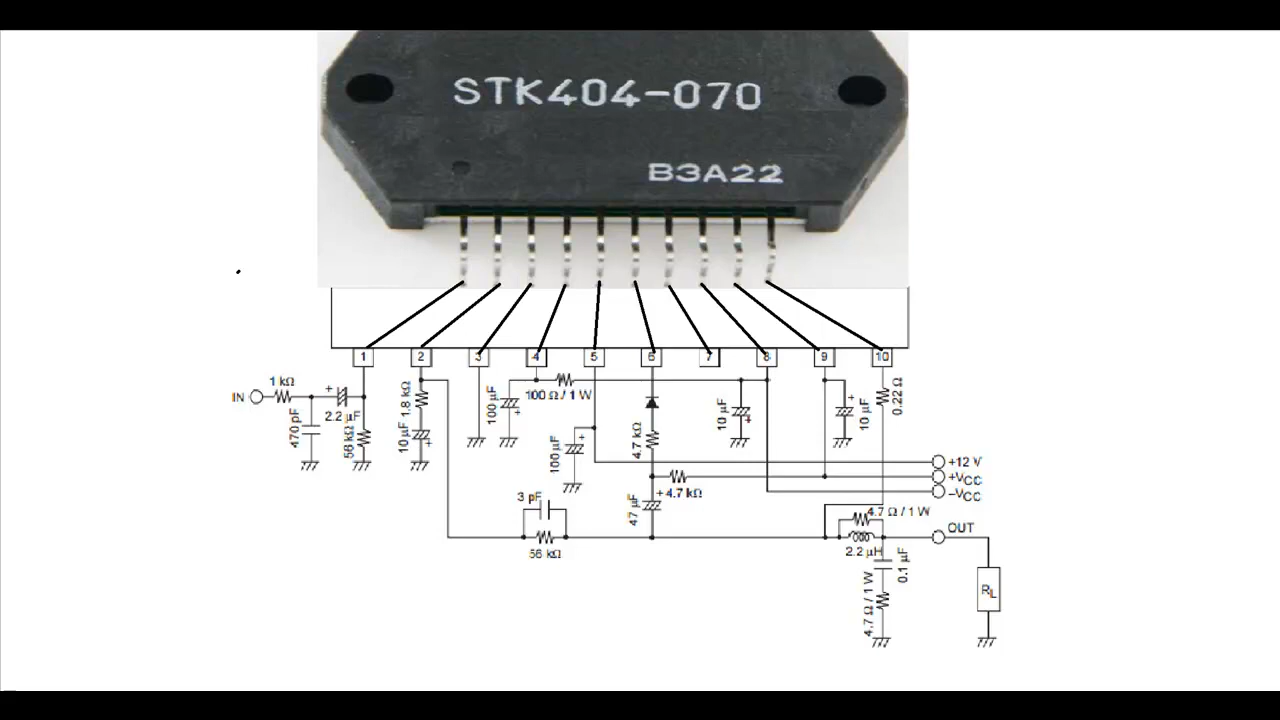 STK404-070
B3A22
1 2 3 4 5 6 7 8 9 10
IN
1 kΩ
470 pF
+
2.2 µF
56 kΩ
1.8 kΩ
10 µF
+
100 µF
+
100 Ω / 1 W
100 µF
+
4.7 kΩ
10 µF
+
+
10 µF
0.22 Ω
+12 V
+VCC
−VCC
+ 4.7 kΩ
47 µF
3 pF
56 kΩ
4.7 Ω / 1 W
2.2 µH
OUT
0.1 µF
4.7 Ω / 1 W
RL